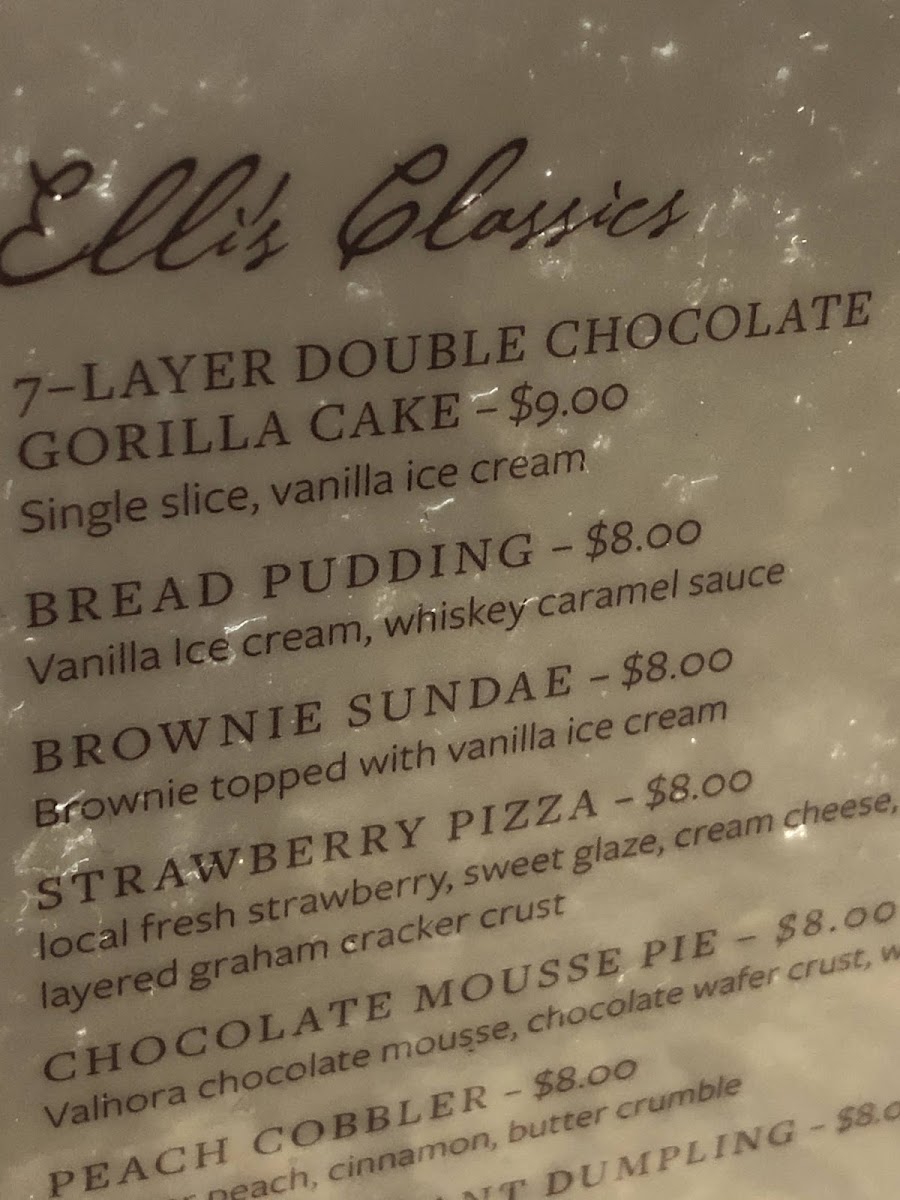 Elli's Classics
7-LAYER DOUBLE CHOCOLATE
GORILLA CAKE - $9.00
Single slice, vanilla ice cream
BREAD PUDDING - $8.00
Vanilla Ice cream, whiskey caramel sauce
BROWNIE SUNDAE - $8.00
Brownie topped with vanilla ice cream
STRAWBERRY PIZZA - $8.00
local fresh strawberry, sweet glaze, cream cheese,
layered graham cracker crust
CHOCOLATE MOUSSE PIE - $8.00
Valhora chocolate mousse, chocolate wafer crust,
PEACH COBBLER - $8.00
peach, cinnamon, butter crumble
DUMPLING - $8.0